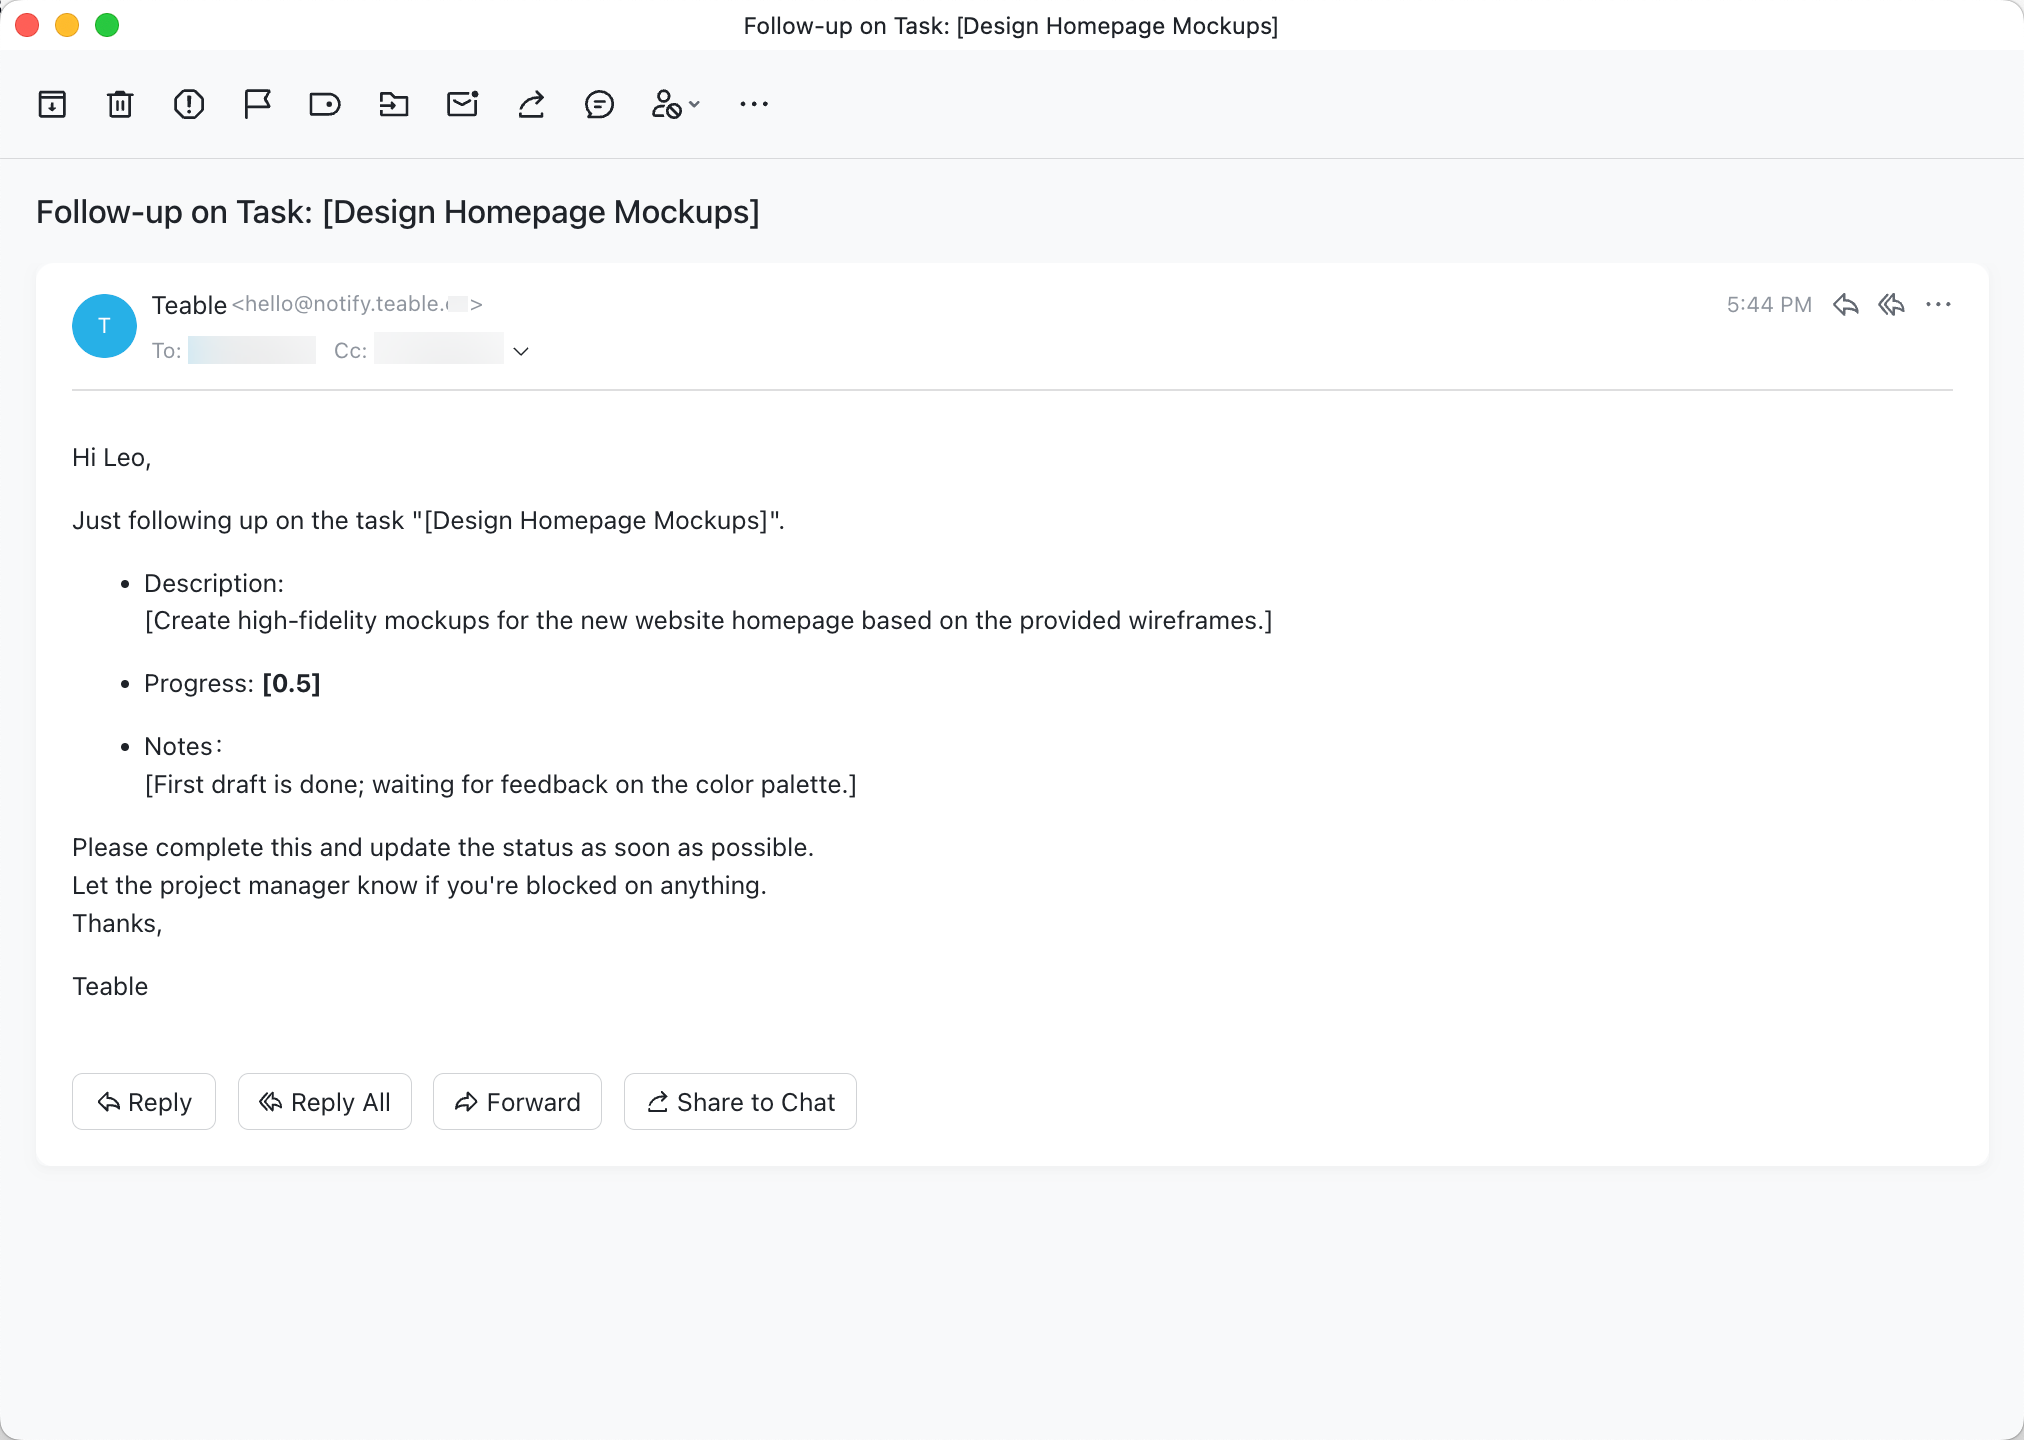 Follow-up on Task: [Design Homepage Mockups]
Follow-up on Task: [Design Homepage Mockups]
T
Teable <hello@notify.teable.
5:44 PM
To:
Cc:
Hi Leo,
Just following up on the task "[Design Homepage Mockups]".
• Description:
[Create high-fidelity mockups for the new website homepage based on the provided wireframes.]
• Progress: [0.5]
• Notes：
[First draft is done; waiting for feedback on the color palette.]
Please complete this and update the status as soon as possible.
Let the project manager know if you're blocked on anything.
Thanks,
Teable
Reply
Reply All
Forward
Share to Chat